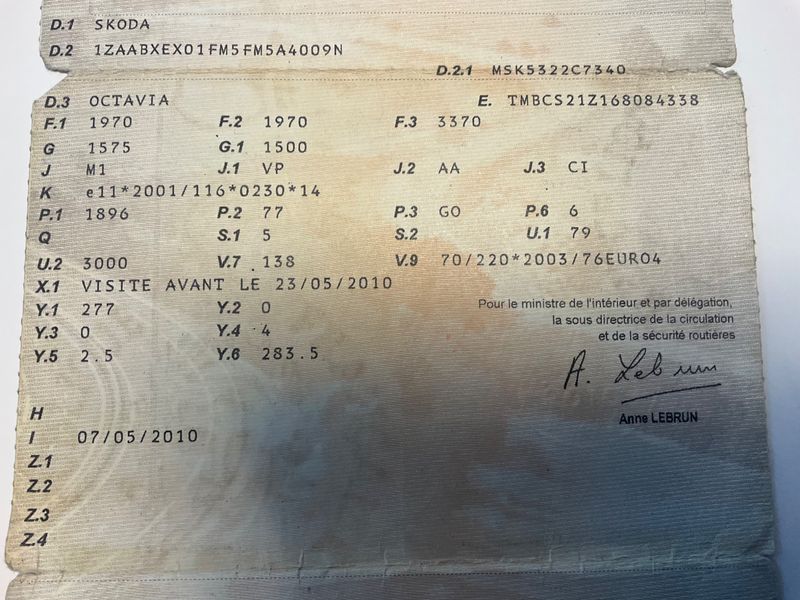 D.1 SKODA
D.2 1ZAABXEX01FM5FM5A4009N
D.2.1 MSK5322C7340
D.3 OCTAVIA E. TMBCS21Z168084338
F.1 1970 F.2 1970 F.3 3370
G 1575 G.1 1500
J M1 J.1 VP J.2 AA J.3 CI
K e11*2001/116*0230*14
P.1 1896 P.2 77 P.3 GO P.6 6
Q S.1 5 S.2 U.1 79
U.2 3000 V.7 138 V.9 70/220*2003/76EURO4
X.1 VISITE AVANT LE 23/05/2010
Y.1 277 Y.2 0
Y.3 0 Y.4 4
Y.5 2.5 Y.6 283.5
Pour le ministre de l'intérieur et par délégation,
la sous directrice de la circulation
et de la sécurité routières
A. Lebrun
Anne LEBRUN
H
I 07/05/2010
Z.1
Z.2
Z.3
Z.4